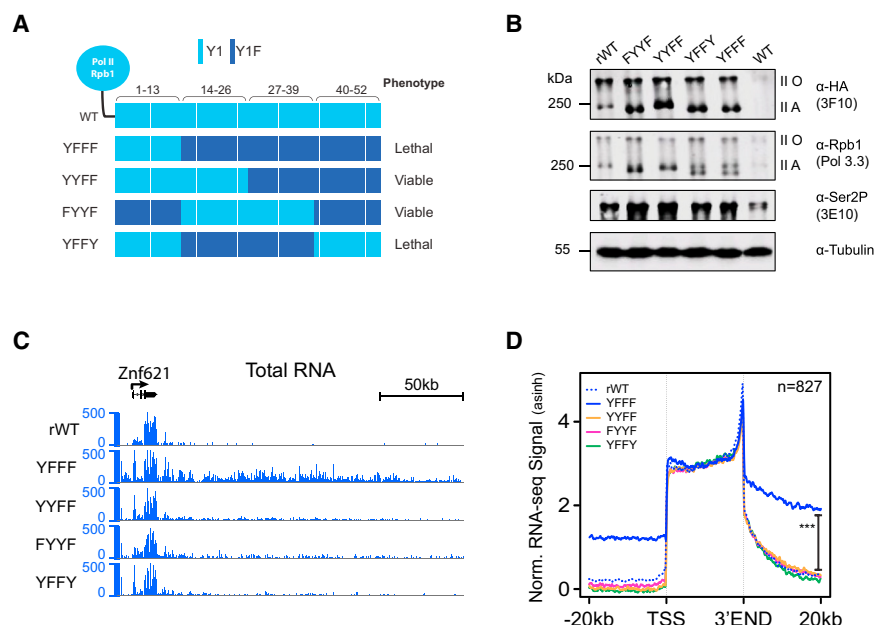 A
Pol II
Rpb1
Y1 Y1F
Phenotype
1-13 14-26 27-39 40-52
WT
YFFF Lethal
YYFF Viable
FYYF Viable
YFFY Lethal
B
rWT FYYF YYFF YFFY YFFF WT
kDa
II O
250 II A
α-HA
(3F10)
II O
250 II A
α-Rpb1
(Pol 3.3)
α-Ser2P
(3E10)
55
α-Tubulin
C
Znf621
Total RNA
50kb
500
rWT
0
500
YFFF
0
500
YYFF
0
500
FYYF
0
500
YFFY
0
D
n=827
rWT
YFFF
YYFF
FYYF
YFFY
Norm. RNA-seq Signal (asinh)
4
2
0
***
-20kb TSS 3'END 20kb